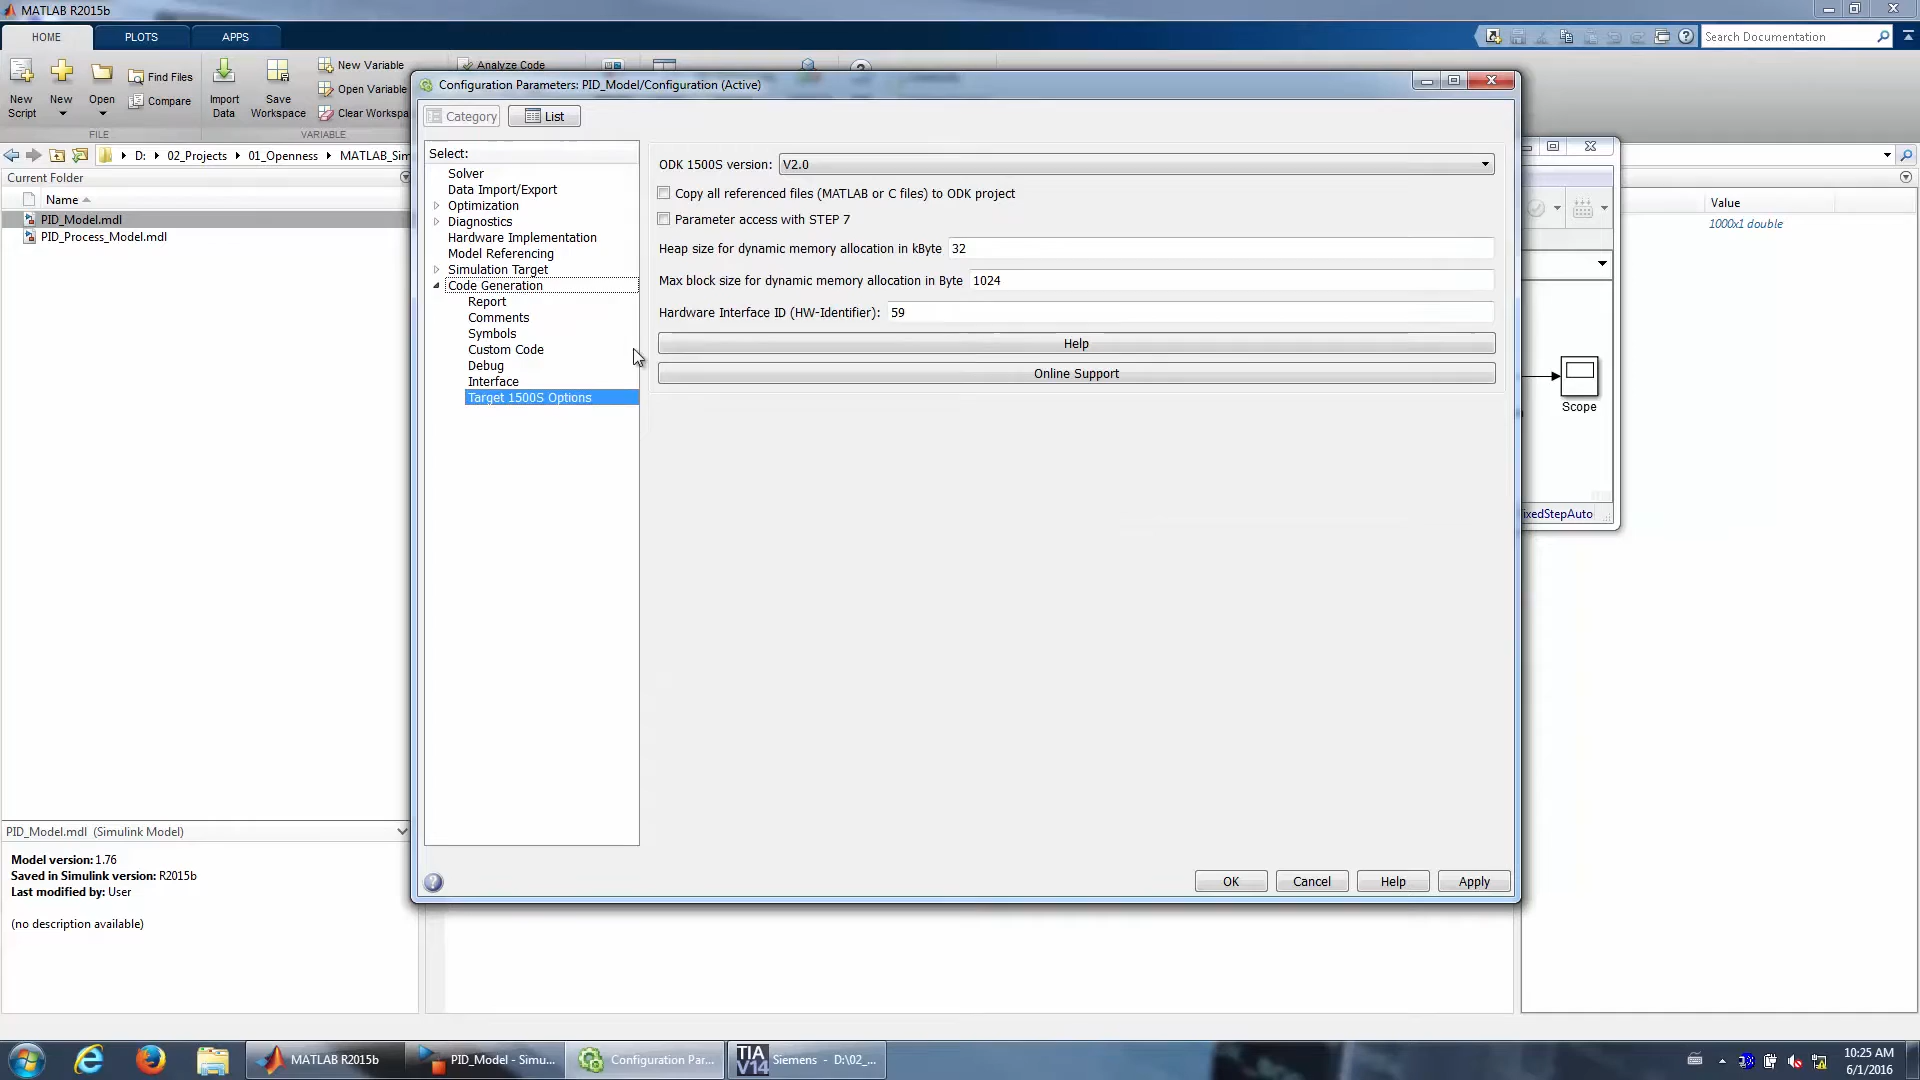 MATLAB R2015b
HOME
PLOTS
APPS
Search Documentation
New Script
New
Open
Find Files
Compare
Import Data
Save Workspace
New Variable
Open Variable
Clear Workspa
Analyze Code
FILE
VARIABLE
D: 02_Projects 01_Openness MATLAB_Sim
Current Folder
Name
PID_Model.mdl
PID_Process_Model.mdl
Configuration Parameters: PID_Model/Configuration (Active)
Category
List
Select:
Solver
Data Import/Export
Optimization
Diagnostics
Hardware Implementation
Model Referencing
Simulation Target
Code Generation
Report
Comments
Symbols
Custom Code
Debug
Interface
Target 1500S Options
ODK 1500S version: V2.0
Copy all referenced files (MATLAB or C files) to ODK project
Parameter access with STEP 7
Heap size for dynamic memory allocation in kByte 32
Max block size for dynamic memory allocation in Byte 1024
Hardware Interface ID (HW-Identifier): 59
Help
Online Support
OK
Cancel
Help
Apply
Value
1000x1 double
Scope
ixedStepAuto
PID_Model.mdl (Simulink Model)
Model version: 1.76
Saved in Simulink version: R2015b
Last modified by: User
(no description available)
MATLAB R2015b
PID_Model - Simu...
Configuration Par...
TIA V14
Siemens - D:\02_...
10:25 AM
6/1/2016